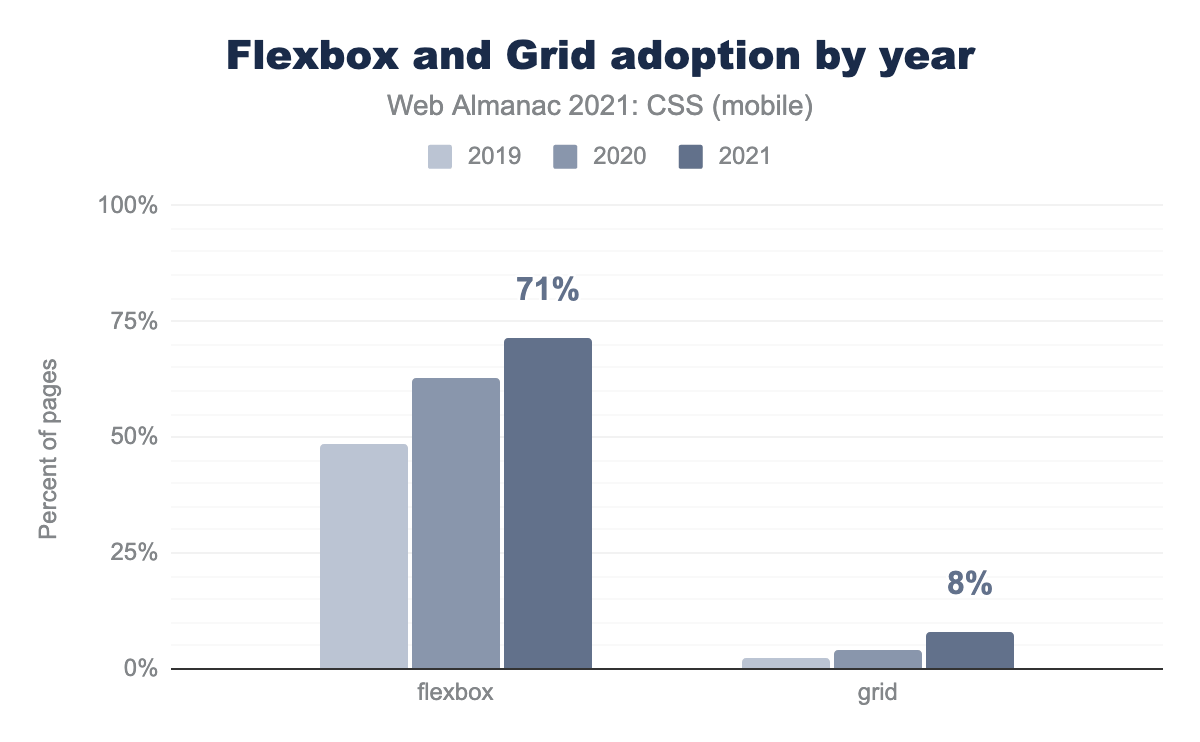 Flexbox and Grid adoption by year
Web Almanac 2021: CSS (mobile)
2019 2020 2021
100%
75%
50%
25%
0%
Percent of pages
71%
8%
flexbox grid